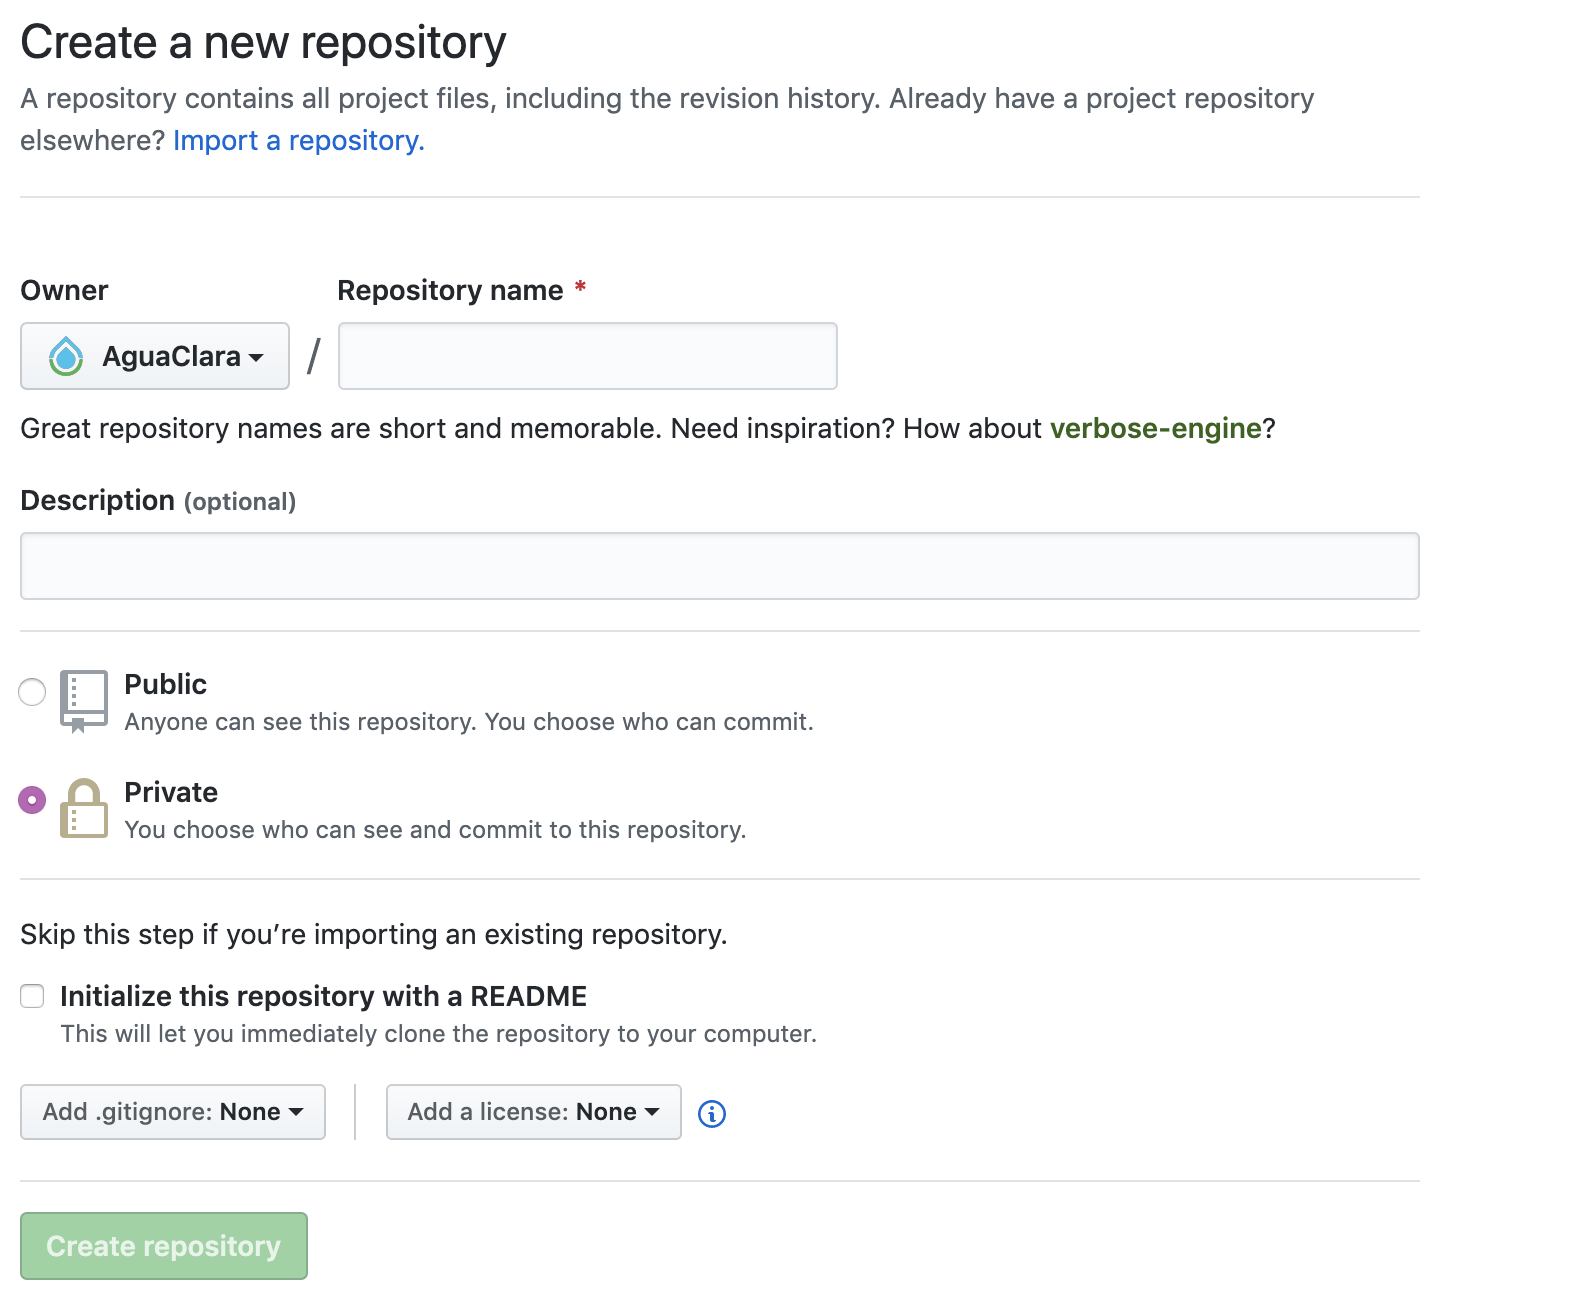 Create a new repository
A repository contains all project files, including the revision history. Already have a project repository
elsewhere? Import a repository.
Owner
Repository name *
AguaClara
/
Great repository names are short and memorable. Need inspiration? How about verbose-engine?
Description (optional)
Public
Anyone can see this repository. You choose who can commit.
Private
You choose who can see and commit to this repository.
Skip this step if you’re importing an existing repository.
Initialize this repository with a README
This will let you immediately clone the repository to your computer.
Add .gitignore: None
Add a license: None
Create repository